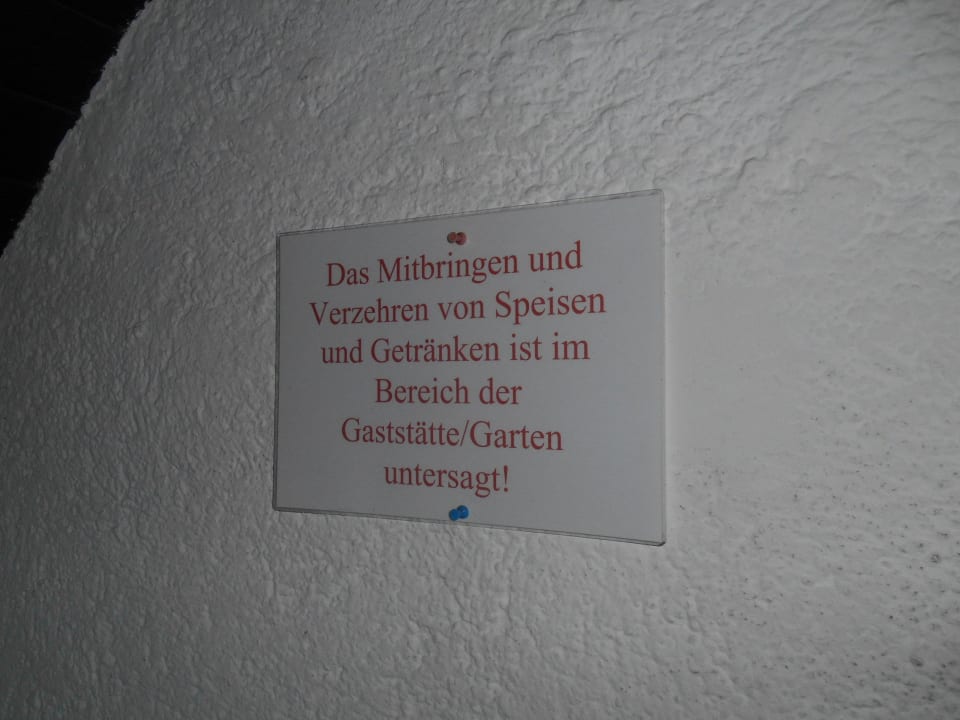 Das Mitbringen und
Verzehren von Speisen
und Getränken ist im
Bereich der
Gaststätte/Garten
untersagt!